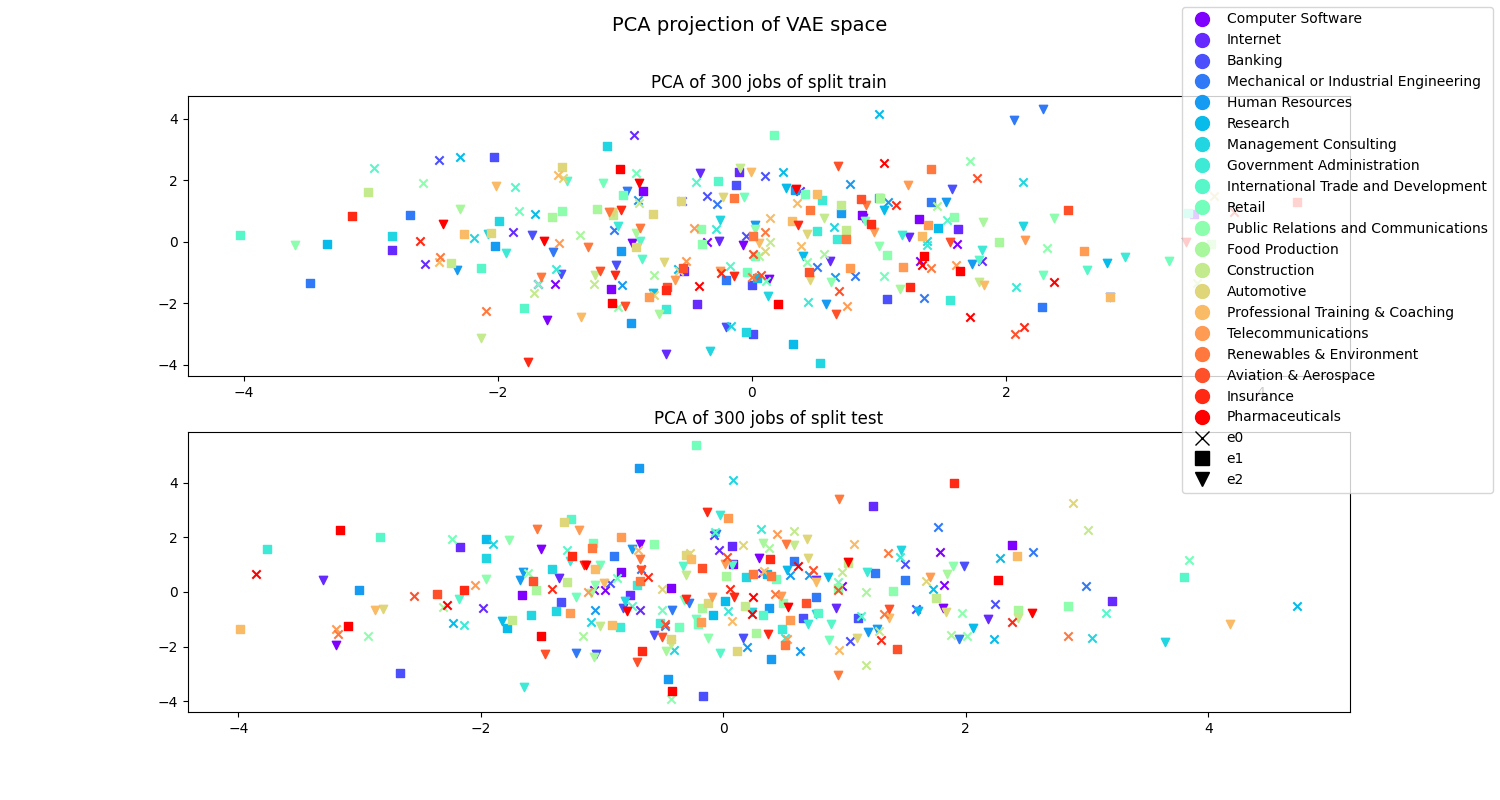 PCA projection of VAE space
PCA of 300 jobs of split train
4
2
0
−2
−4
−4
−2
0
2
4
PCA of 300 jobs of split test
4
2
0
−2
−4
−4
−2
0
2
4
Computer Software
Internet
Banking
Mechanical or Industrial Engineering
Human Resources
Research
Management Consulting
Government Administration
International Trade and Development
Retail
Public Relations and Communications
Food Production
Construction
Automotive
Professional Training & Coaching
Telecommunications
Renewables & Environment
Aviation & Aerospace
Insurance
Pharmaceuticals
e0
e1
e2